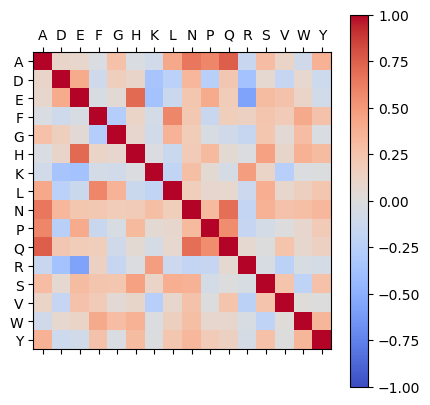 A D E F G H K L N P Q R S V W Y
A
D
E
F
G
H
K
L
N
P
Q
R
S
V
W
Y
1.00
0.75
0.50
0.25
0.00
−0.25
−0.50
−0.75
−1.00